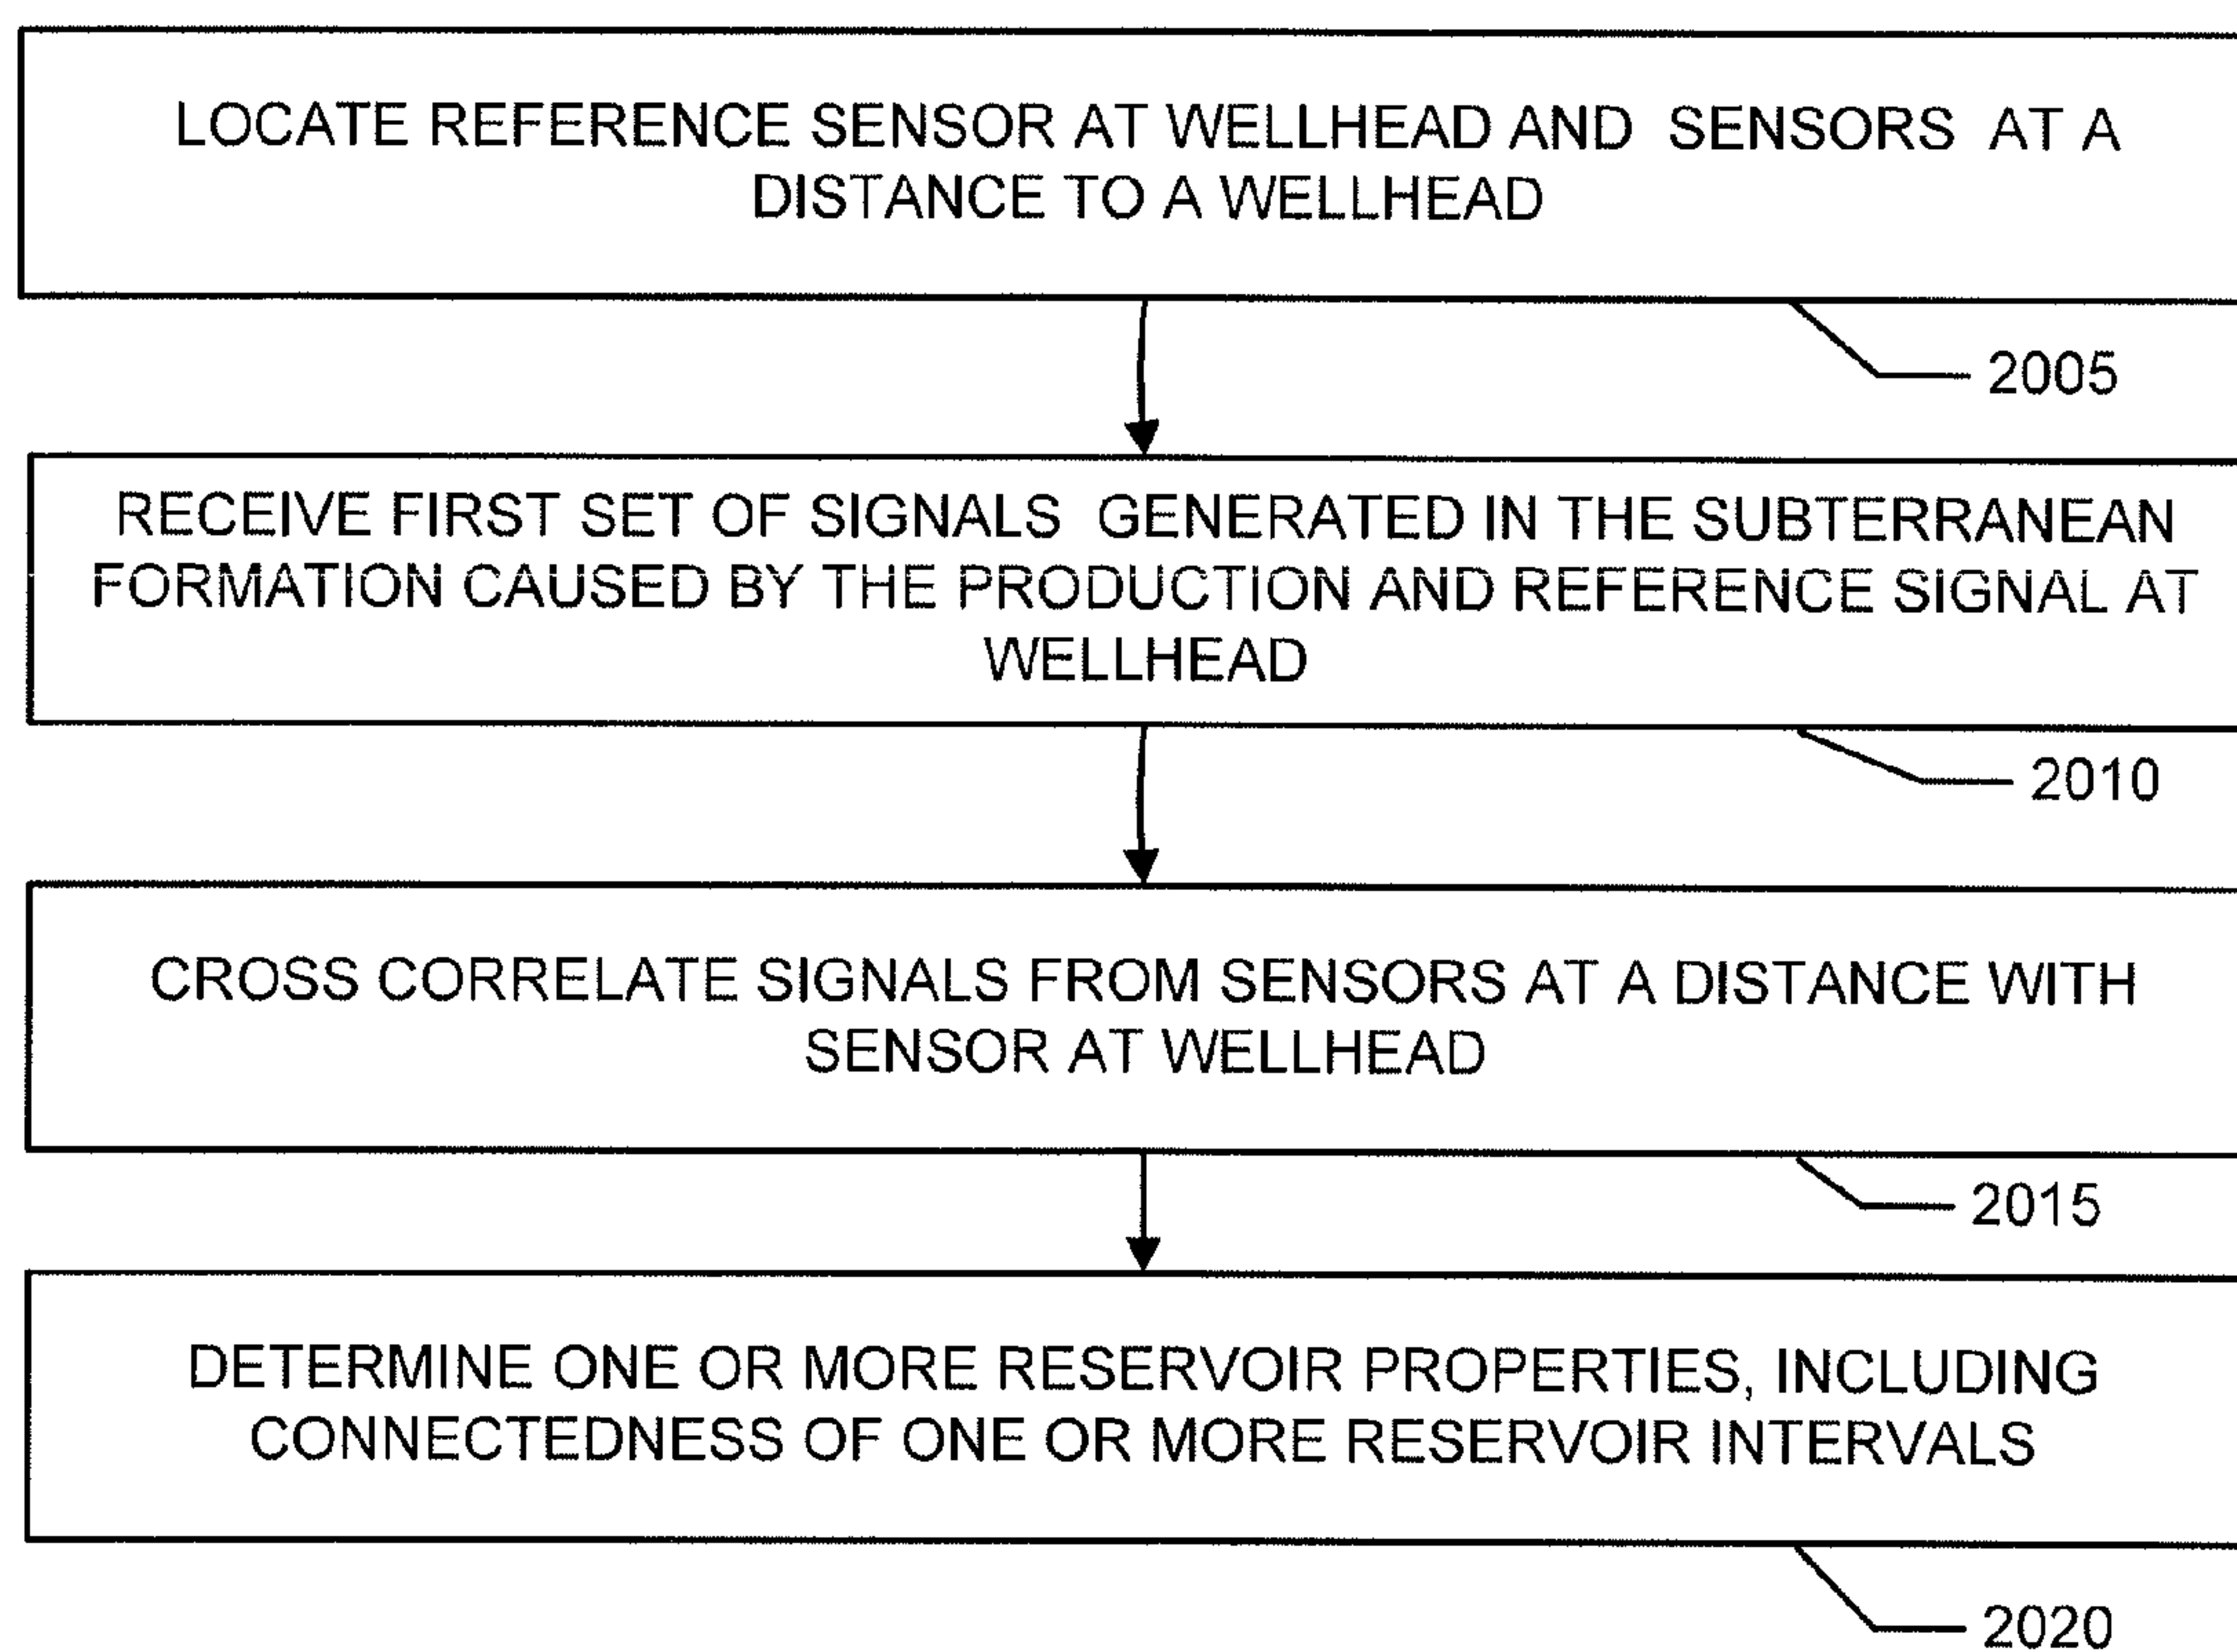 LOCATE REFERENCE SENSOR AT WELLHEAD AND SENSORS AT A
DISTANCE TO A WELLHEAD
2005
RECEIVE FIRST SET OF SIGNALS GENERATED IN THE SUBTERRANEAN
FORMATION CAUSED BY THE PRODUCTION AND REFERENCE SIGNAL AT
WELLHEAD
2010
CROSS CORRELATE SIGNALS FROM SENSORS AT A DISTANCE WITH
SENSOR AT WELLHEAD
2015
DETERMINE ONE OR MORE RESERVOIR PROPERTIES, INCLUDING
CONNECTEDNESS OF ONE OR MORE RESERVOIR INTERVALS
2020